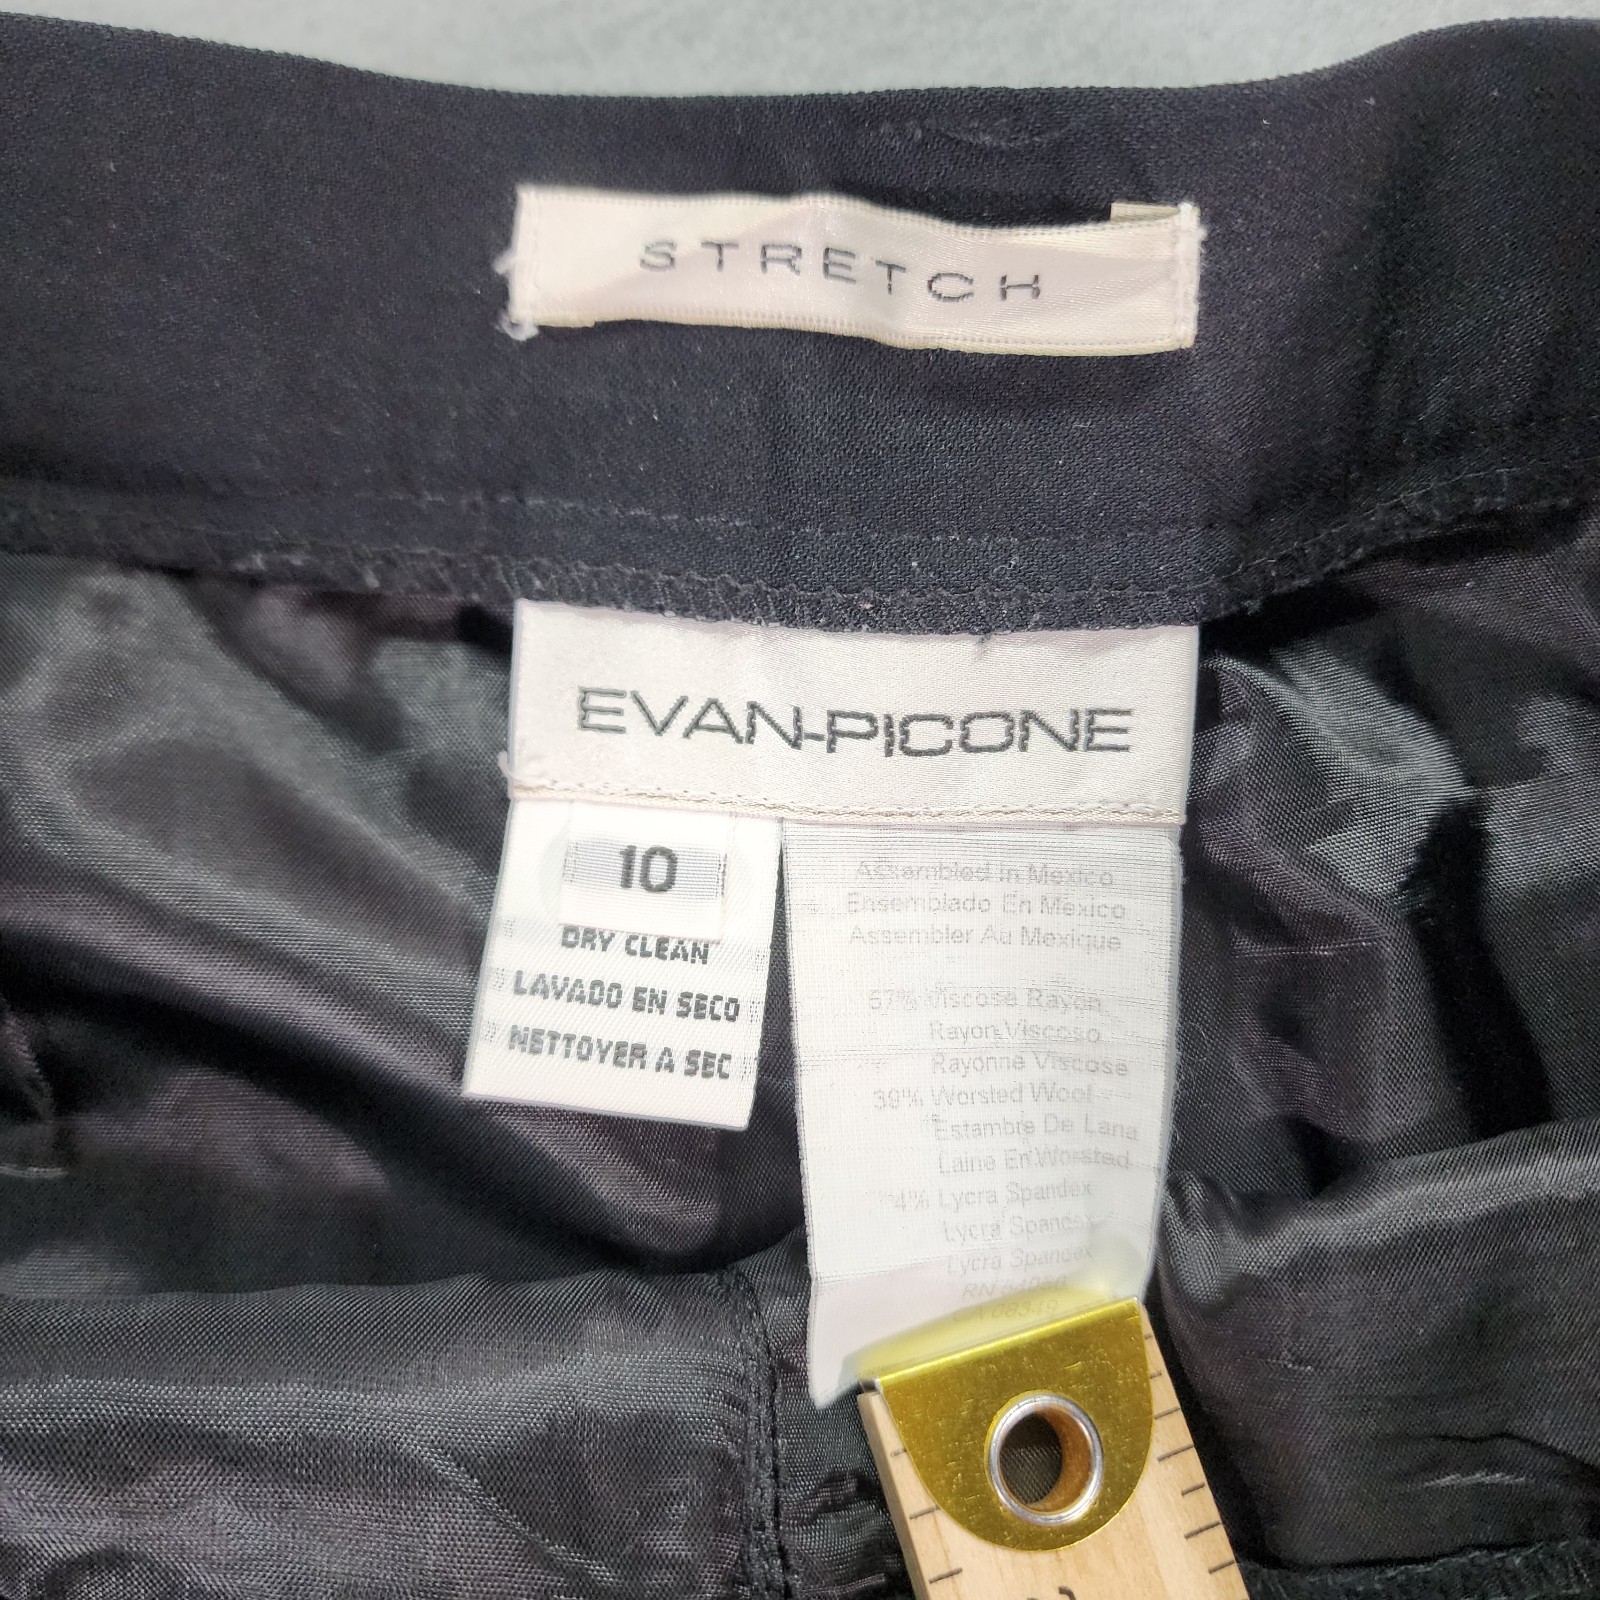 STRETCH
EVAN-PICONE
10
DRY CLEAN
LAVADO EN SECO
NETTOYER A SEC
Assembled In Mexico
Ensemblado En Mexico
Assembler Au Mexique
57% Viscose Rayon
Rayon Viscoso
Rayonne Viscose
39% Worsted Wool
Estambre De Lana
Laine En Worsted
4% Lycra Spandex
Lycra Spandex
Lycra Spandex
RN